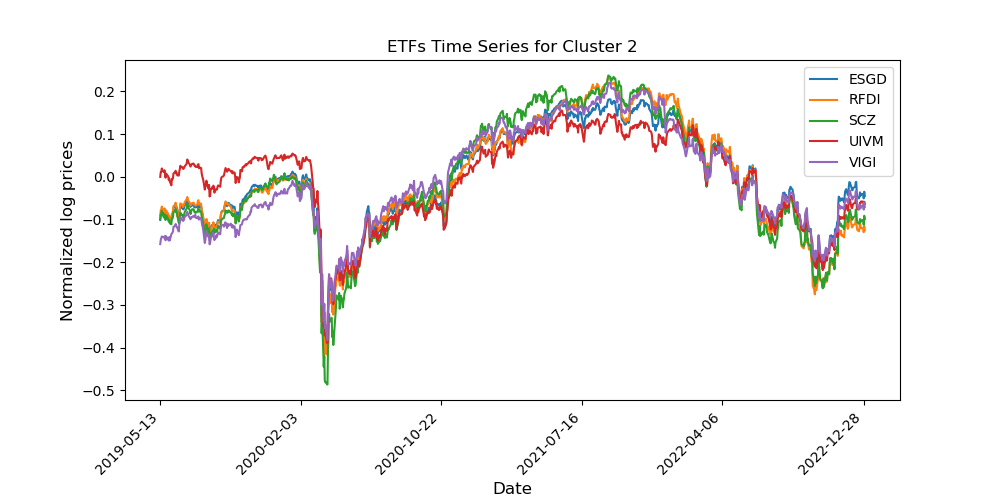 ETFs Time Series for Cluster 2
ESGD
RFDI
SCZ
UIVM
VIGI
Normalized log prices
0.2
0.1
0.0
−0.1
−0.2
−0.3
−0.4
−0.5
2019-05-13
2020-02-03
2020-10-22
2021-07-16
2022-04-06
2022-12-28
Date